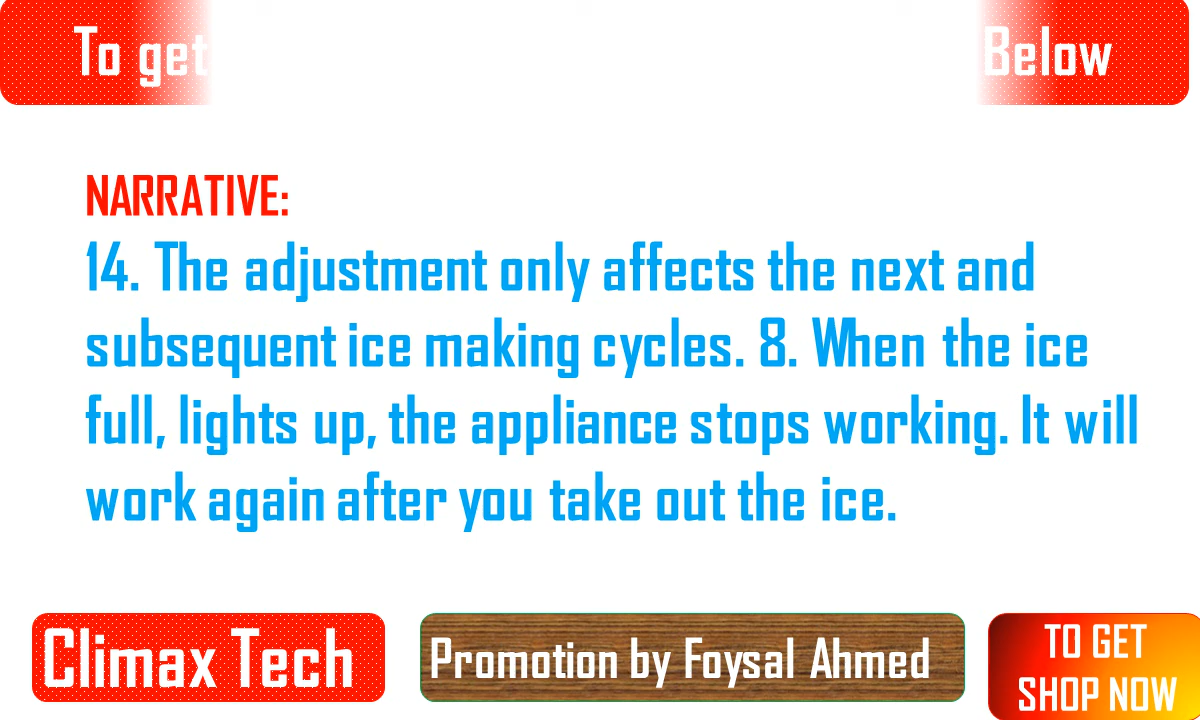 To get Below
NARRATIVE:
14. The adjustment only affects the next and
subsequent ice making cycles. 8. When the ice
full, lights up, the appliance stops working. It will
work again after you take out the ice.
Climax Tech
Promotion by Foysal Ahmed
TO GET
SHOP NOW